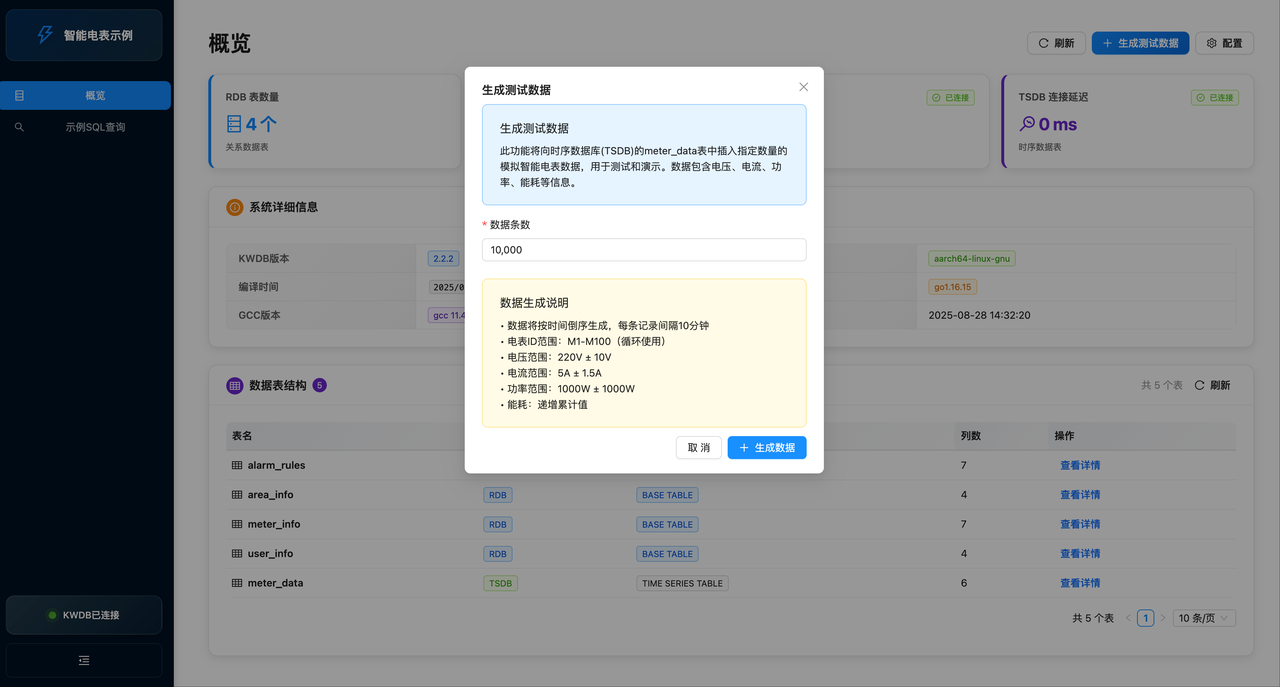 智能电表示例
概览
示例SQL查询
KWDB已连接
概览
刷新
生成测试数据
配置
RDB 表数量
4 个
关系数据表
已连接
TSDB 连接延迟
已连接
0 ms
时序数据表
系统详细信息
KWDB版本
2.2.2
aarch64-linux-gnu
编译时间
2025/0
go1.16.15
GCC版本
gcc 11.4
2025-08-28 14:32:20
数据表结构
5
共 5 个表
刷新
表名
列数
操作
alarm_rules
7
查看详情
area_info
RDB
BASE TABLE
4
查看详情
meter_info
RDB
BASE TABLE
7
查看详情
user_info
RDB
BASE TABLE
4
查看详情
meter_data
TSDB
TIME SERIES TABLE
6
查看详情
共 5 个表
1
10 条/页
生成测试数据
生成测试数据
此功能将向时序数据库(TSDB)的meter_data表中插入指定数量的
模拟智能电表数据，用于测试和演示。数据包含电压、电流、功
率、能耗等信息。
* 数据条数
10,000
数据生成说明
• 数据将按时间倒序生成，每条记录间隔10分钟
• 电表ID范围：M1-M100（循环使用）
• 电压范围：220V ± 10V
• 电流范围：5A ± 1.5A
• 功率范围：1000W ± 1000W
• 能耗：递增累计值
取 消
生成数据